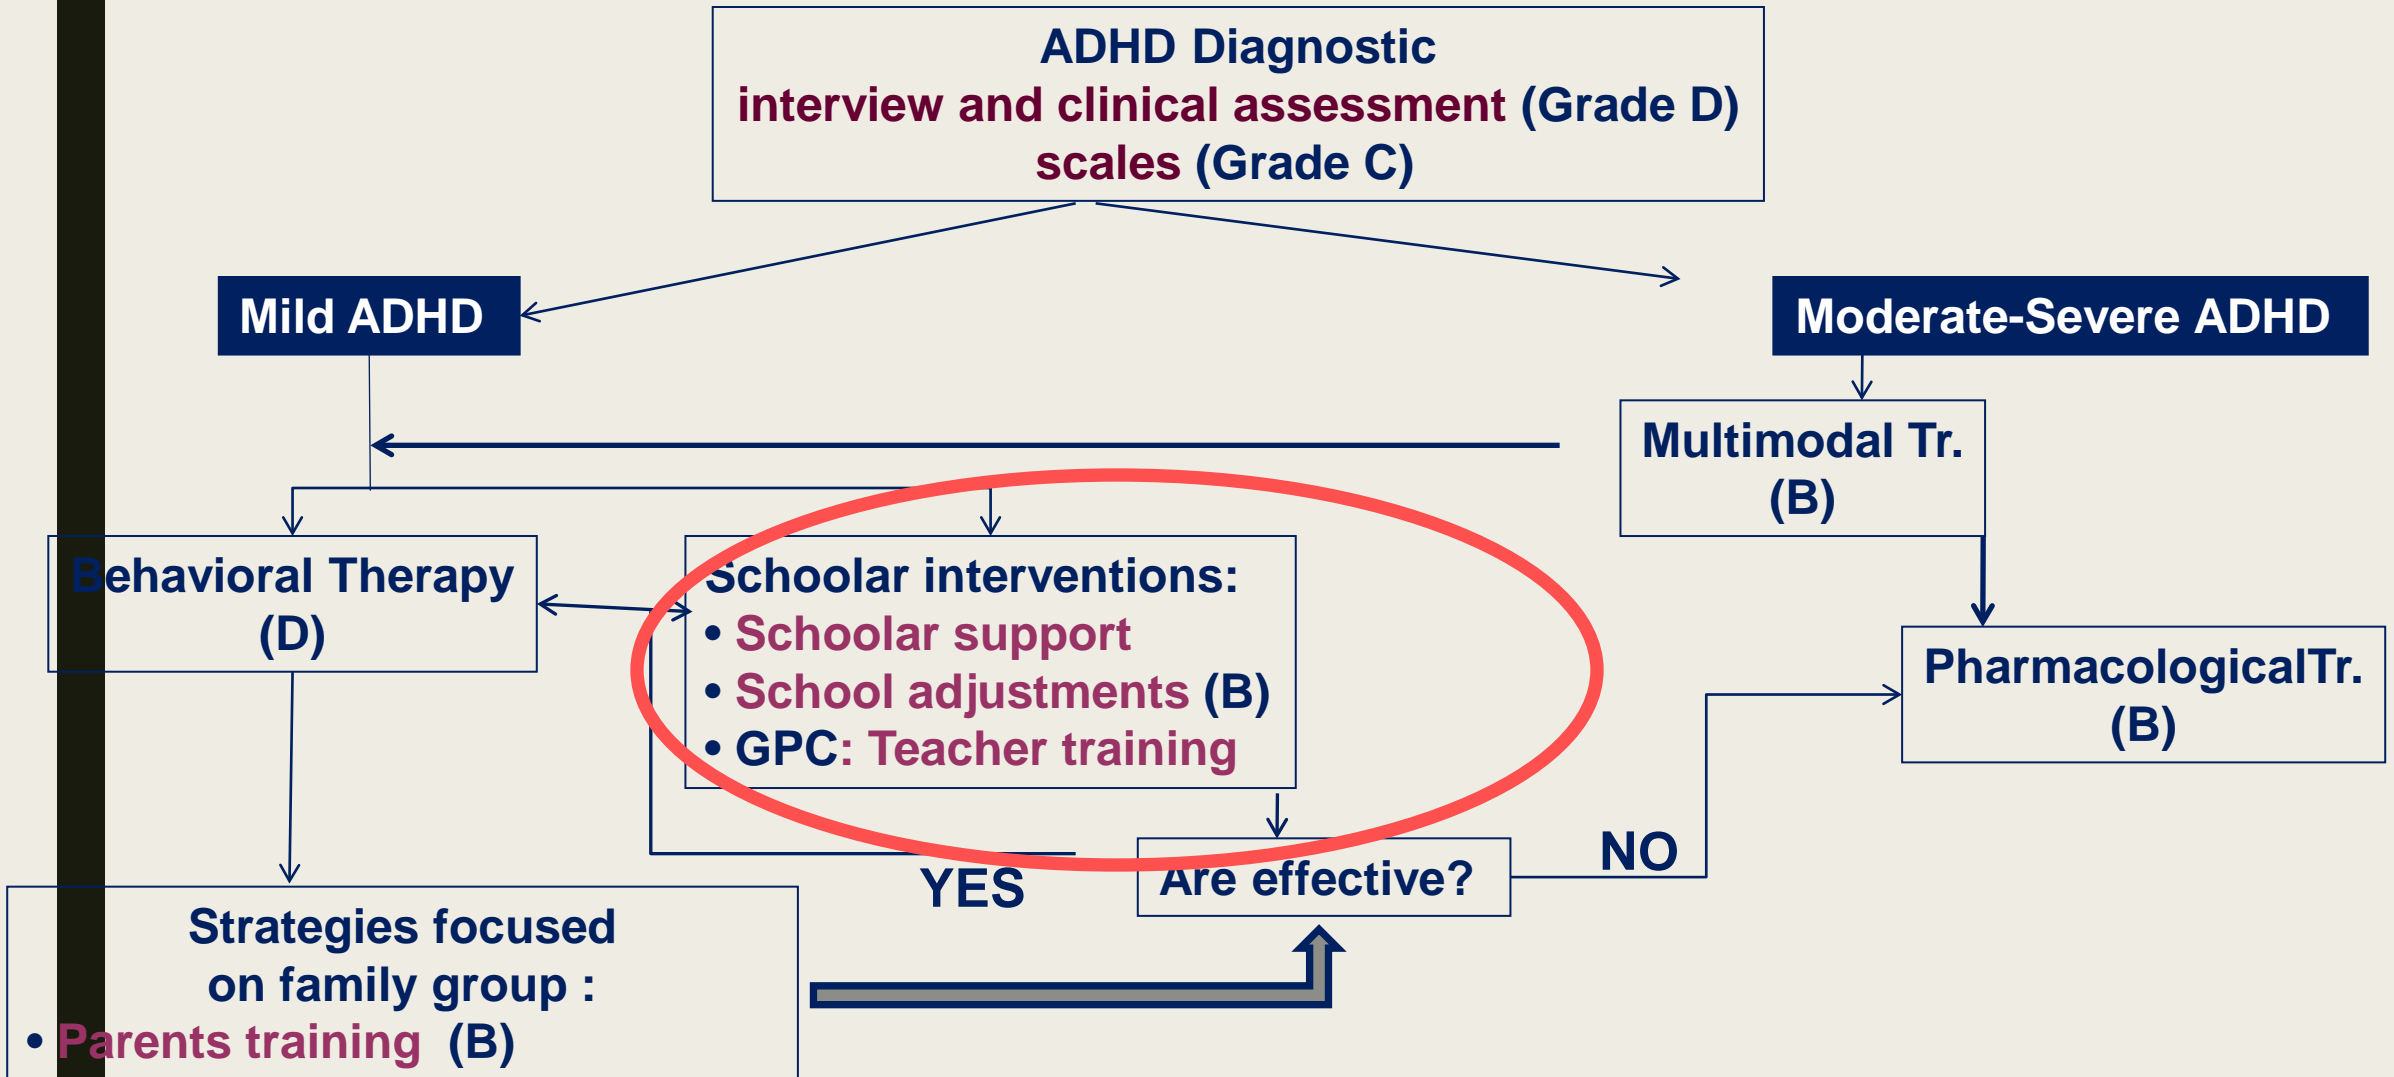 ADHD Diagnostic
interview and clinical assessment (Grade D)
scales (Grade C)
Mild ADHD
Moderate-Severe ADHD
Multimodal Tr.
(B)
Behavioral Therapy
(D)
Schoolar interventions:
• Schoolar support
• School adjustments (B)
• GPC: Teacher training
PharmacologicalTr.
(B)
YES
Are effective?
NO
Strategies focused
on family group :
• Parents training (B)